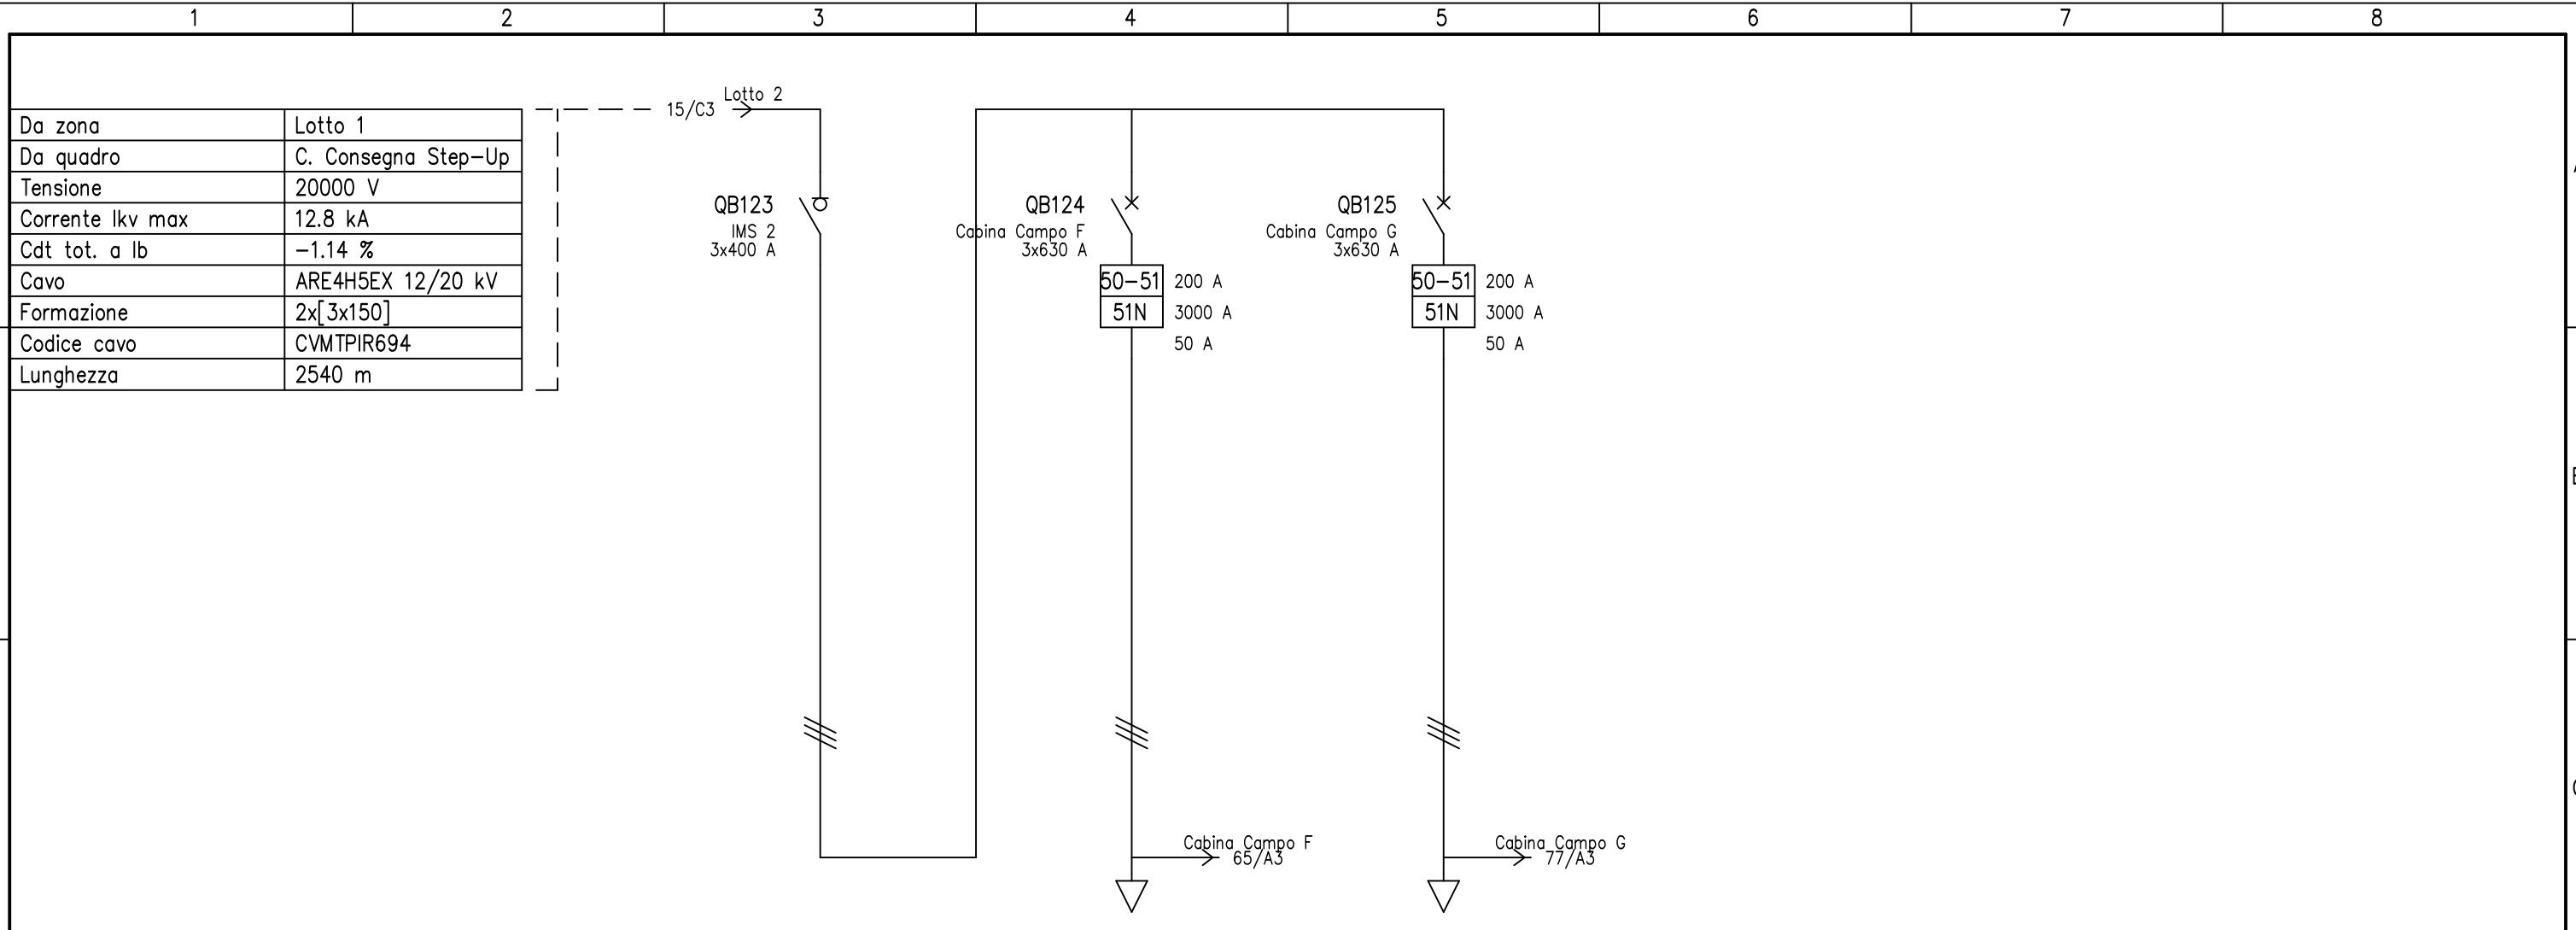 1 2 3 4 5 6 7 8
Da zona Lotto 1
Da quadro C. Consegna Step-Up
Tensione 20000 V
Corrente Ikv max 12.8 kA
Cdt tot. a Ib -1.14 %
Cavo ARE4H5EX 12/20 kV
Formazione 2x[3x150]
Codice cavo CVMTPIR694
Lunghezza 2540 m
Lotto 2
15/C3
QB123
IMS 2
3x400 A
QB124
Cabina Campo F
3x630 A
50-51 200 A
51N 3000 A
50 A
QB125
Cabina Campo G
3x630 A
50-51 200 A
51N 3000 A
50 A
Cabina Campo F
65/A3
Cabina Campo G
77/A3